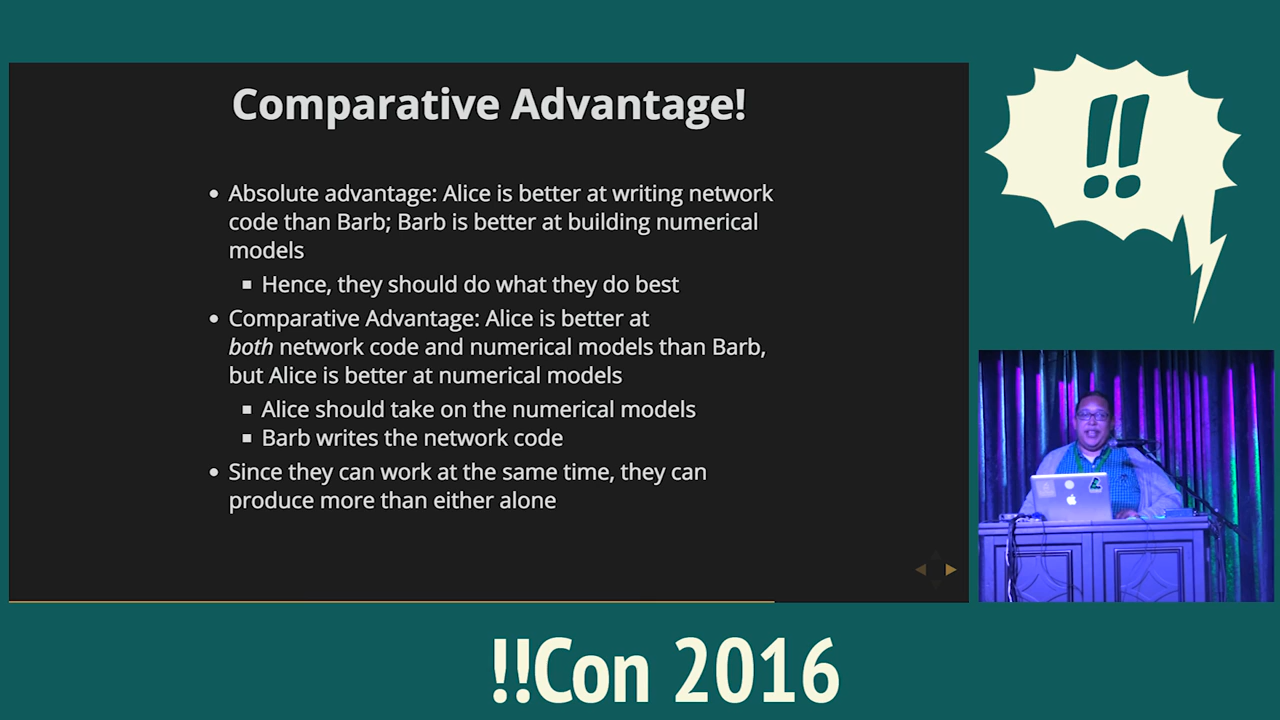 Comparative Advantage!
• Absolute advantage: Alice is better at writing network
code than Barb; Barb is better at building numerical
models
▪ Hence, they should do what they do best
• Comparative Advantage: Alice is better at
both network code and numerical models than Barb,
but Alice is better at numerical models
▪ Alice should take on the numerical models
▪ Barb writes the network code
• Since they can work at the same time, they can
produce more than either alone
!!
!!Con 2016